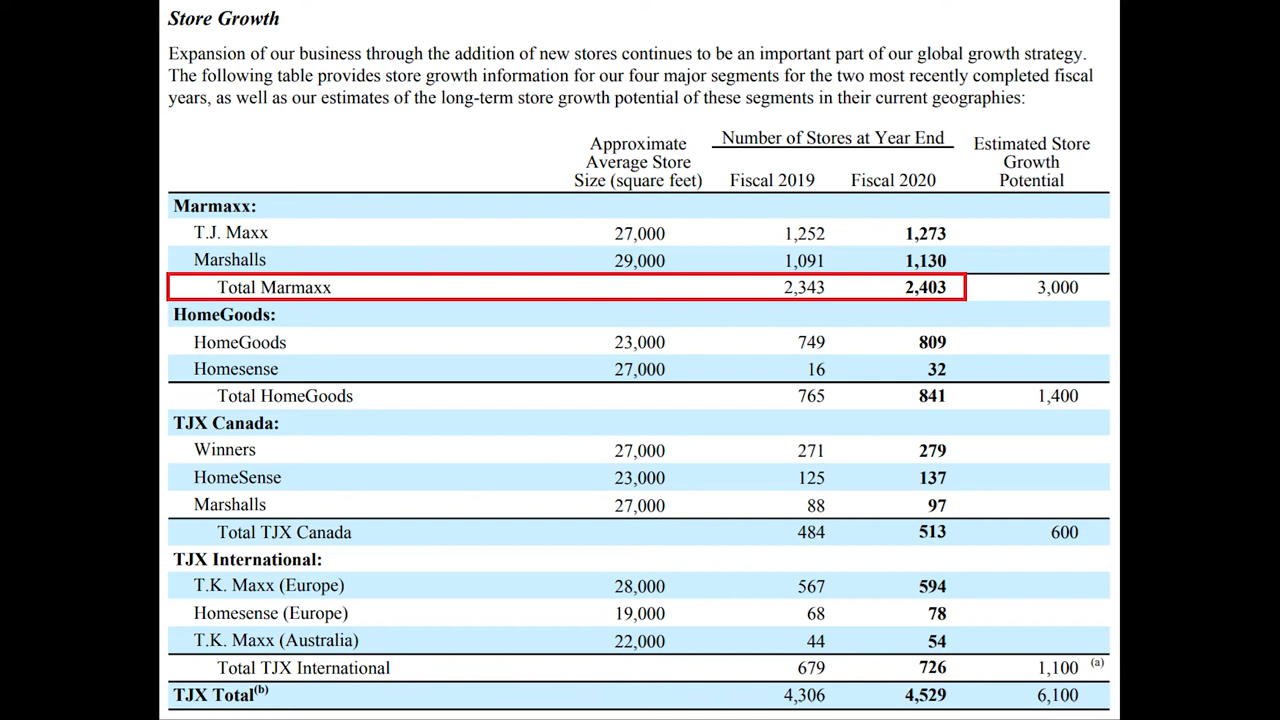 Store Growth
Expansion of our business through the addition of new stores continues to be an important part of our global growth strategy.
The following table provides store growth information for our four major segments for the two most recently completed fiscal
years, as well as our estimates of the long-term store growth potential of these segments in their current geographies:
Approximate Average Store Size (square feet) Number of Stores at Year End Fiscal 2019 Fiscal 2020 Estimated Store Growth Potential
Marmaxx:
T.J. Maxx 27,000 1,252 1,273
Marshalls 29,000 1,091 1,130
Total Marmaxx 2,343 2,403 3,000
HomeGoods:
HomeGoods 23,000 749 809
Homesense 27,000 16 32
Total HomeGoods 765 841 1,400
TJX Canada:
Winners 27,000 271 279
HomeSense 23,000 125 137
Marshalls 27,000 88 97
Total TJX Canada 484 513 600
TJX International:
T.K. Maxx (Europe) 28,000 567 594
Homesense (Europe) 19,000 68 78
T.K. Maxx (Australia) 22,000 44 54
Total TJX International 679 726 1,100 (a)
TJX Total(b) 4,306 4,529 6,100